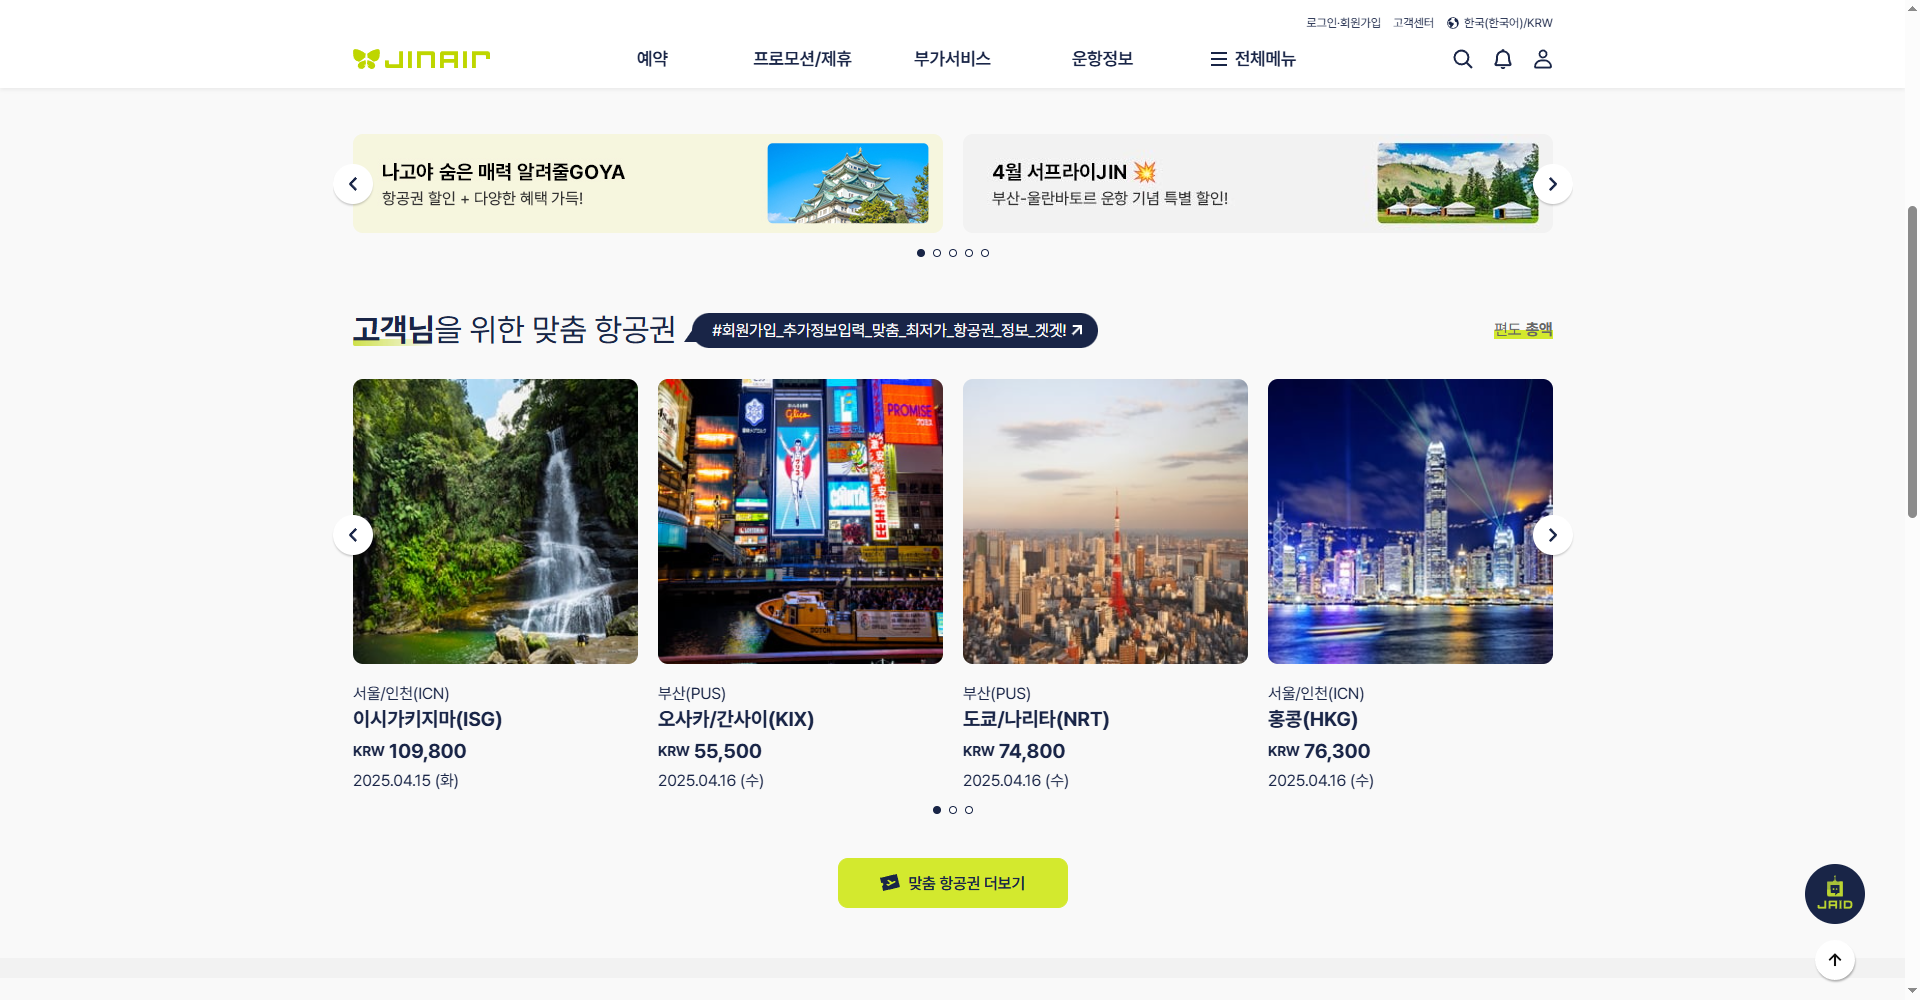 로그인·회원가입 고객센터 한국(한국어)/KRW
JINAIR 예약 프로모션/제휴 부가서비스 운항정보 전체메뉴
나고야 숨은 매력 알려줄GOYA
항공권 할인 + 다양한 혜택 가득!
4월 서프라이JIN 💥
부산-울란바토르 운항 기념 특별 할인!
고객님을 위한 맞춤 항공권
#회원가입_추가정보입력_맞춤_최저가_항공권_정보_겟겟!
편도 총액
Glico
PROMISE
서울/인천(ICN)
이시가키지마(ISG)
KRW 109,800
2025.04.15 (화)
부산(PUS)
오사카/간사이(KIX)
KRW 55,500
2025.04.16 (수)
부산(PUS)
도쿄/나리타(NRT)
KRW 74,800
2025.04.16 (수)
서울/인천(ICN)
홍콩(HKG)
KRW 76,300
2025.04.16 (수)
맞춤 항공권 더보기
JAID